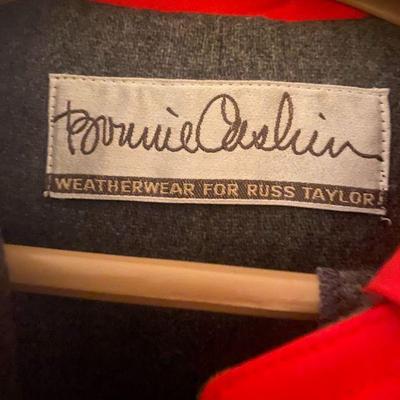 Bonnie Cashin
WEATHERWEAR FOR RUSS TAYLOR